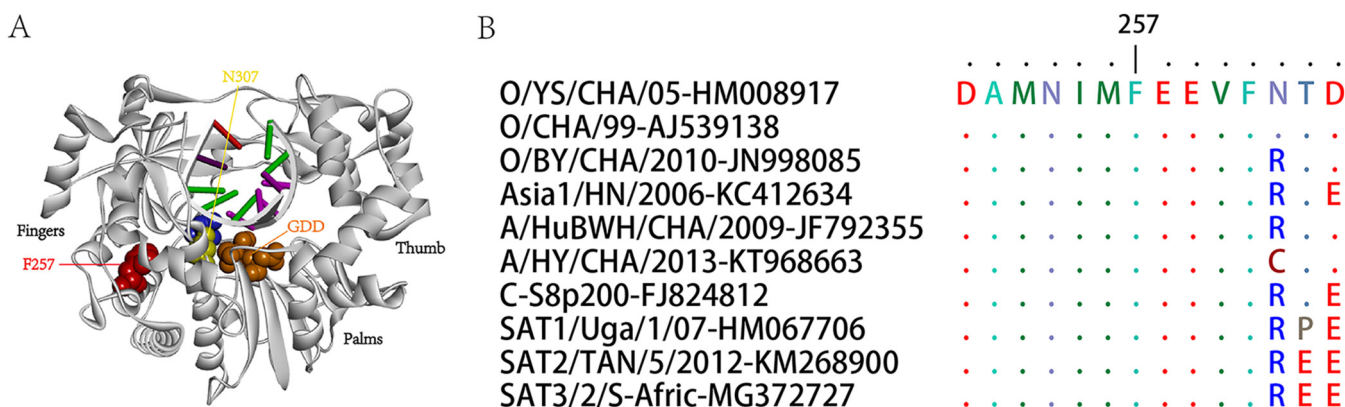 A
N307
GDD
Fingers
F257
Thumb
Palms
B
257
. . . . . . | . . . . . . .
O/YS/CHA/05-HM008917 D A M N I M F E E V F N T D
O/CHA/99-AJ539138 . . . . . . . . . . . . . .
O/BY/CHA/2010-JN998085 . . . . . . . . . . . R . .
Asia1/HN/2006-KC412634 . . . . . . . . . . . R . E
A/HuBWH/CHA/2009-JF792355 . . . . . . . . . . . R . .
A/HY/CHA/2013-KT968663 . . . . . . . . . . . C . .
C-S8p200-FJ824812 . . . . . . . . . . . R . E
SAT1/Uga/1/07-HM067706 . . . . . . . . . . . R P E
SAT2/TAN/5/2012-KM268900 . . . . . . . . . . . R E E
SAT3/2/S-Afric-MG372727 . . . . . . . . . . . R E E